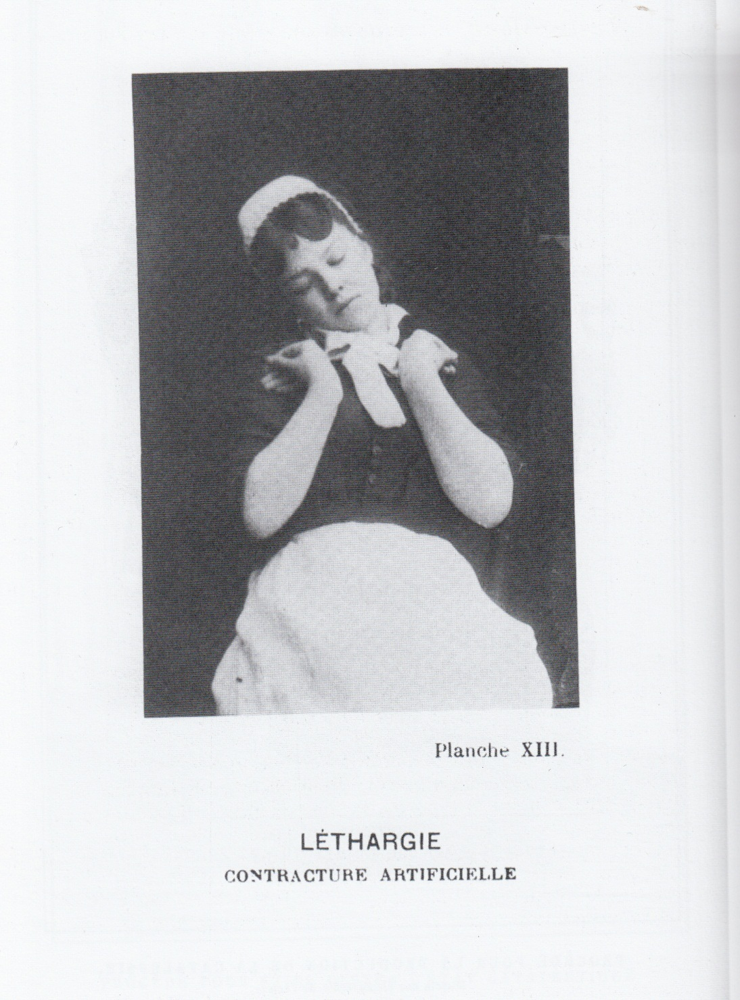 Planche XIII.
LÉTHARGIE
CONTRACTURE ARTIFICIELLE